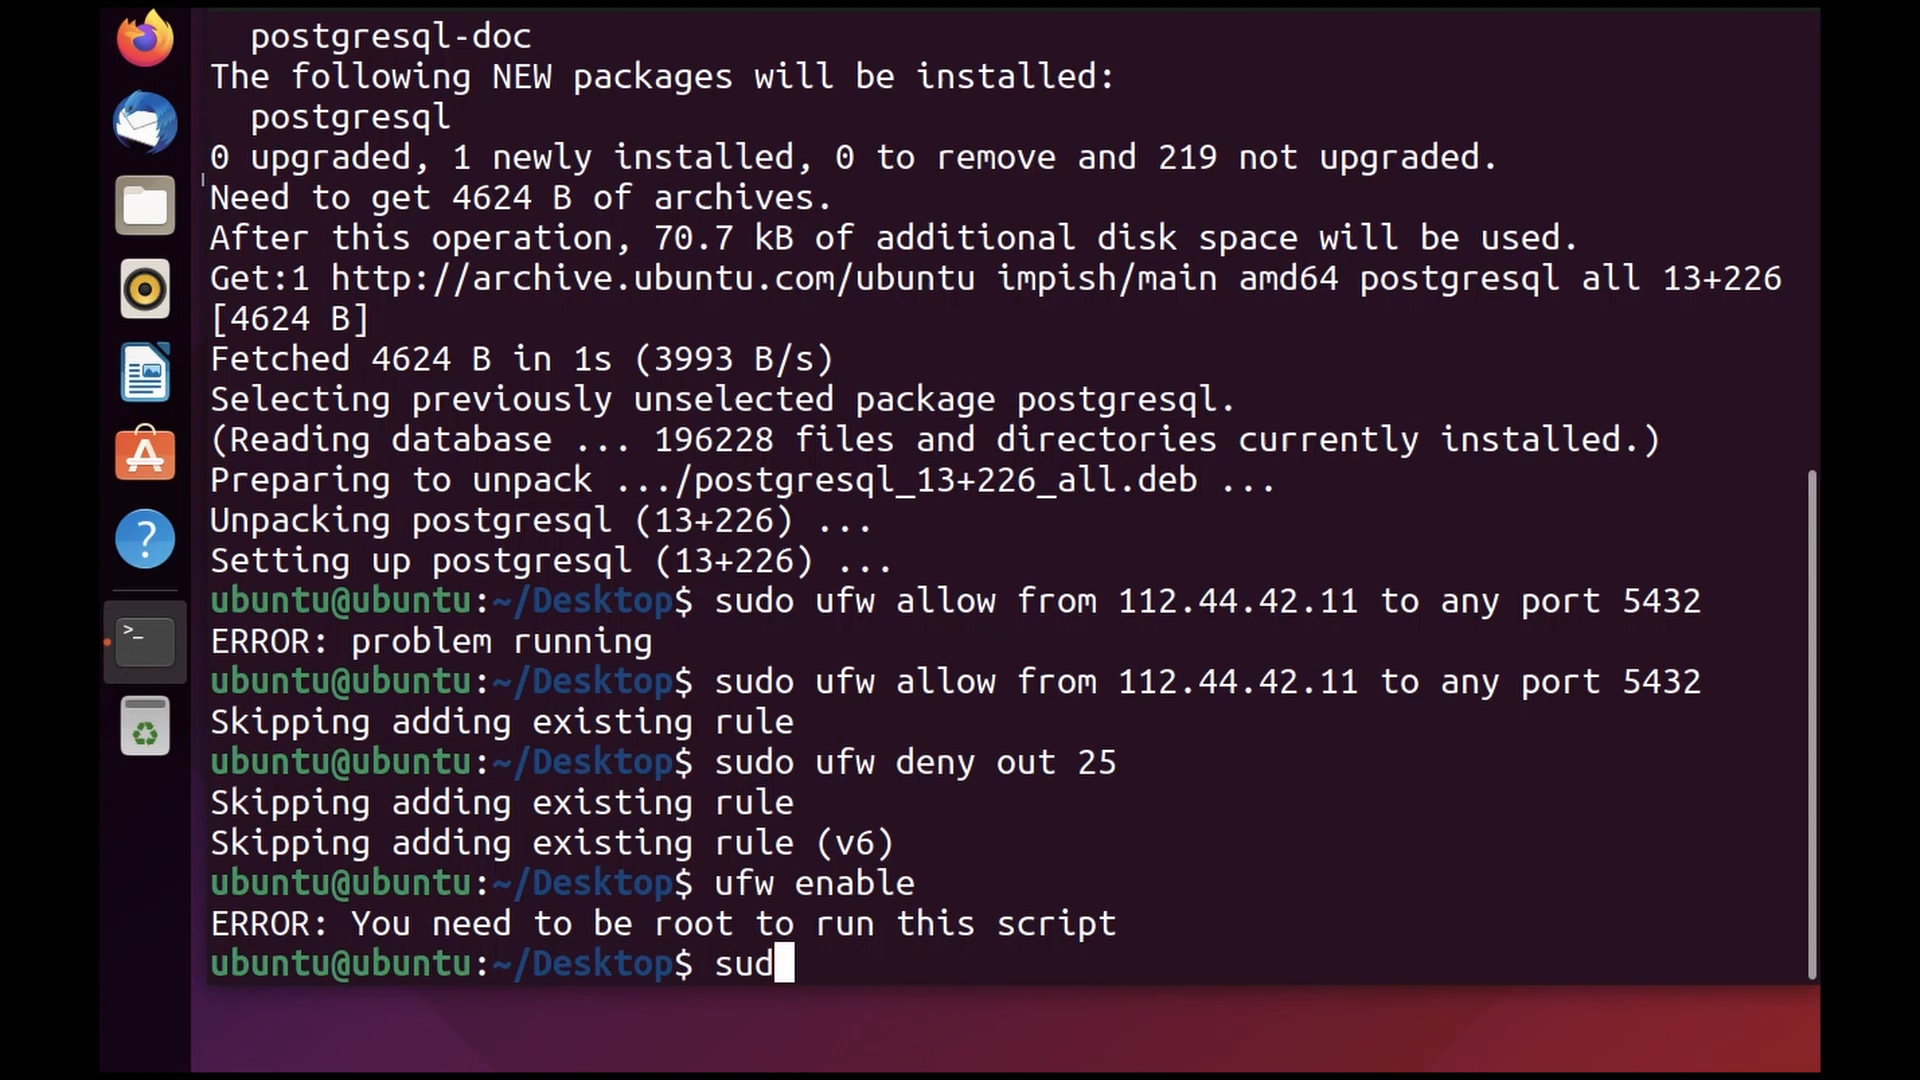 postgresql-doc
The following NEW packages will be installed:
postgresql
0 upgraded, 1 newly installed, 0 to remove and 219 not upgraded.
Need to get 4624 B of archives.
After this operation, 70.7 kB of additional disk space will be used.
Get:1 http://archive.ubuntu.com/ubuntu impish/main amd64 postgresql all 13+226
[4624 B]
Fetched 4624 B in 1s (3993 B/s)
Selecting previously unselected package postgresql.
(Reading database ... 196228 files and directories currently installed.)
Preparing to unpack .../postgresql_13+226_all.deb ...
Unpacking postgresql (13+226) ...
Setting up postgresql (13+226) ...
ubuntu@ubuntu:~/Desktop$ sudo ufw allow from 112.44.42.11 to any port 5432
ERROR: problem running
ubuntu@ubuntu:~/Desktop$ sudo ufw allow from 112.44.42.11 to any port 5432
Skipping adding existing rule
ubuntu@ubuntu:~/Desktop$ sudo ufw deny out 25
Skipping adding existing rule
Skipping adding existing rule (v6)
ubuntu@ubuntu:~/Desktop$ ufw enable
ERROR: You need to be root to run this script
ubuntu@ubuntu:~/Desktop$ sud